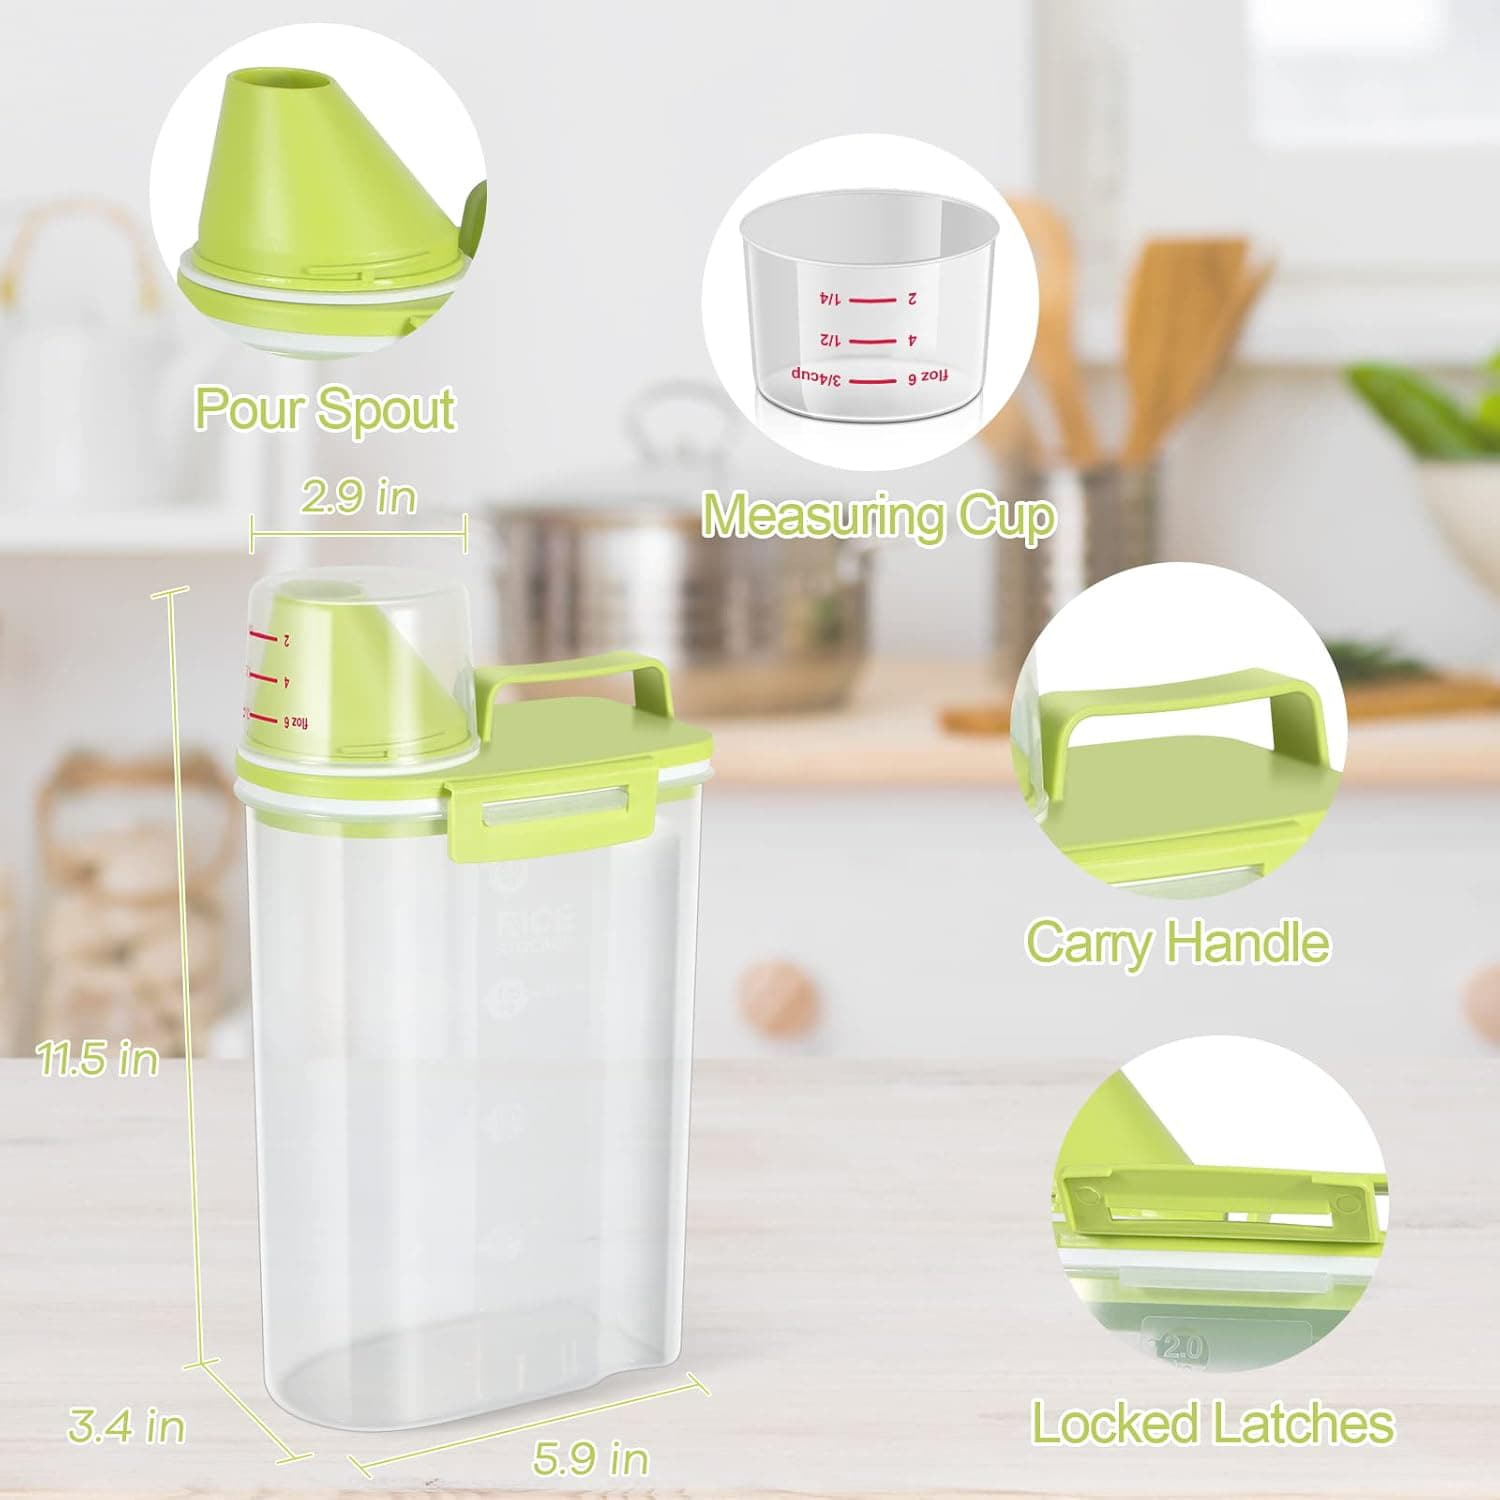 Pour Spout
2 1/4
4 1/2
floz 6 3/4cup
Measuring Cup
2.9 in
2
4
floz 6
Carry Handle
RICE
11.5 in
2.0
Locked Latches
3.4 in
5.9 in